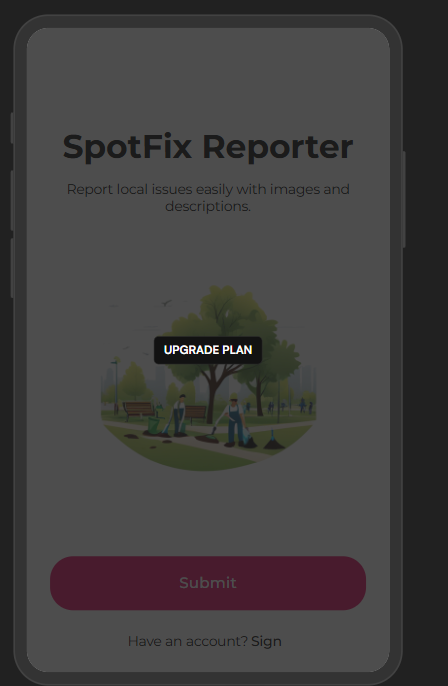 SpotFix Reporter
Report local issues easily with images and
descriptions.
UPGRADE PLAN
Submit
Have an account? Sign